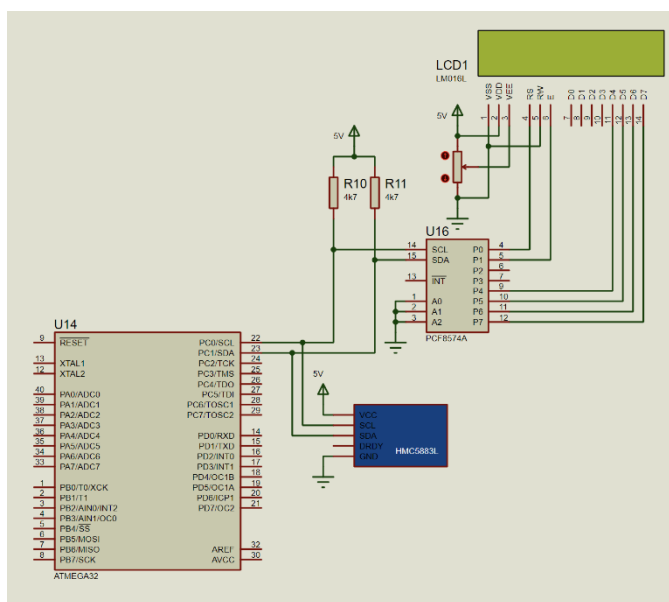 LCD1
LM016L
VSS
VDD
VEE
RS
RW
E
D0
D1
D2
D3
D4
D5
D6
D7
1
2
3
4
5
6
7
8
9
10
11
12
13
14
5V
5V
R10
4k7
R11
4k7
U16
14 SCL P0 4
15 SDA P1 5
P2 6
13 INT P3 7
P4 9
1 A0 P5 10
2 A1 P6 11
3 A2 P7 12
PCF8574A
U14
9 RESET PC0/SCL 22
PC1/SDA 23
13 XTAL1 PC2/TCK 24
12 XTAL2 PC3/TMS 25
PC4/TDO 26
40 PA0/ADC0 PC5/TDI 27
39 PA1/ADC1 PC6/TOSC1 28
38 PA2/ADC2 PC7/TOSC2 29
37 PA3/ADC3
36 PA4/ADC4 PD0/RXD 14
35 PA5/ADC5 PD1/TXD 15
34 PA6/ADC6 PD2/INT0 16
33 PA7/ADC7 PD3/INT1 17
PD4/OC1B 18
1 PB0/T0/XCK PD5/OC1A 19
2 PB1/T1 PD6/ICP1 20
3 PB2/AIN0/INT2 PD7/OC2 21
4 PB3/AIN1/OC0
5 PB4/SS
6 PB5/MOSI
7 PB6/MISO AREF 32
8 PB7/SCK AVCC 30
ATMEGA32
5V
VCC
SCL
SDA
DRDY
GND
HMC5883L